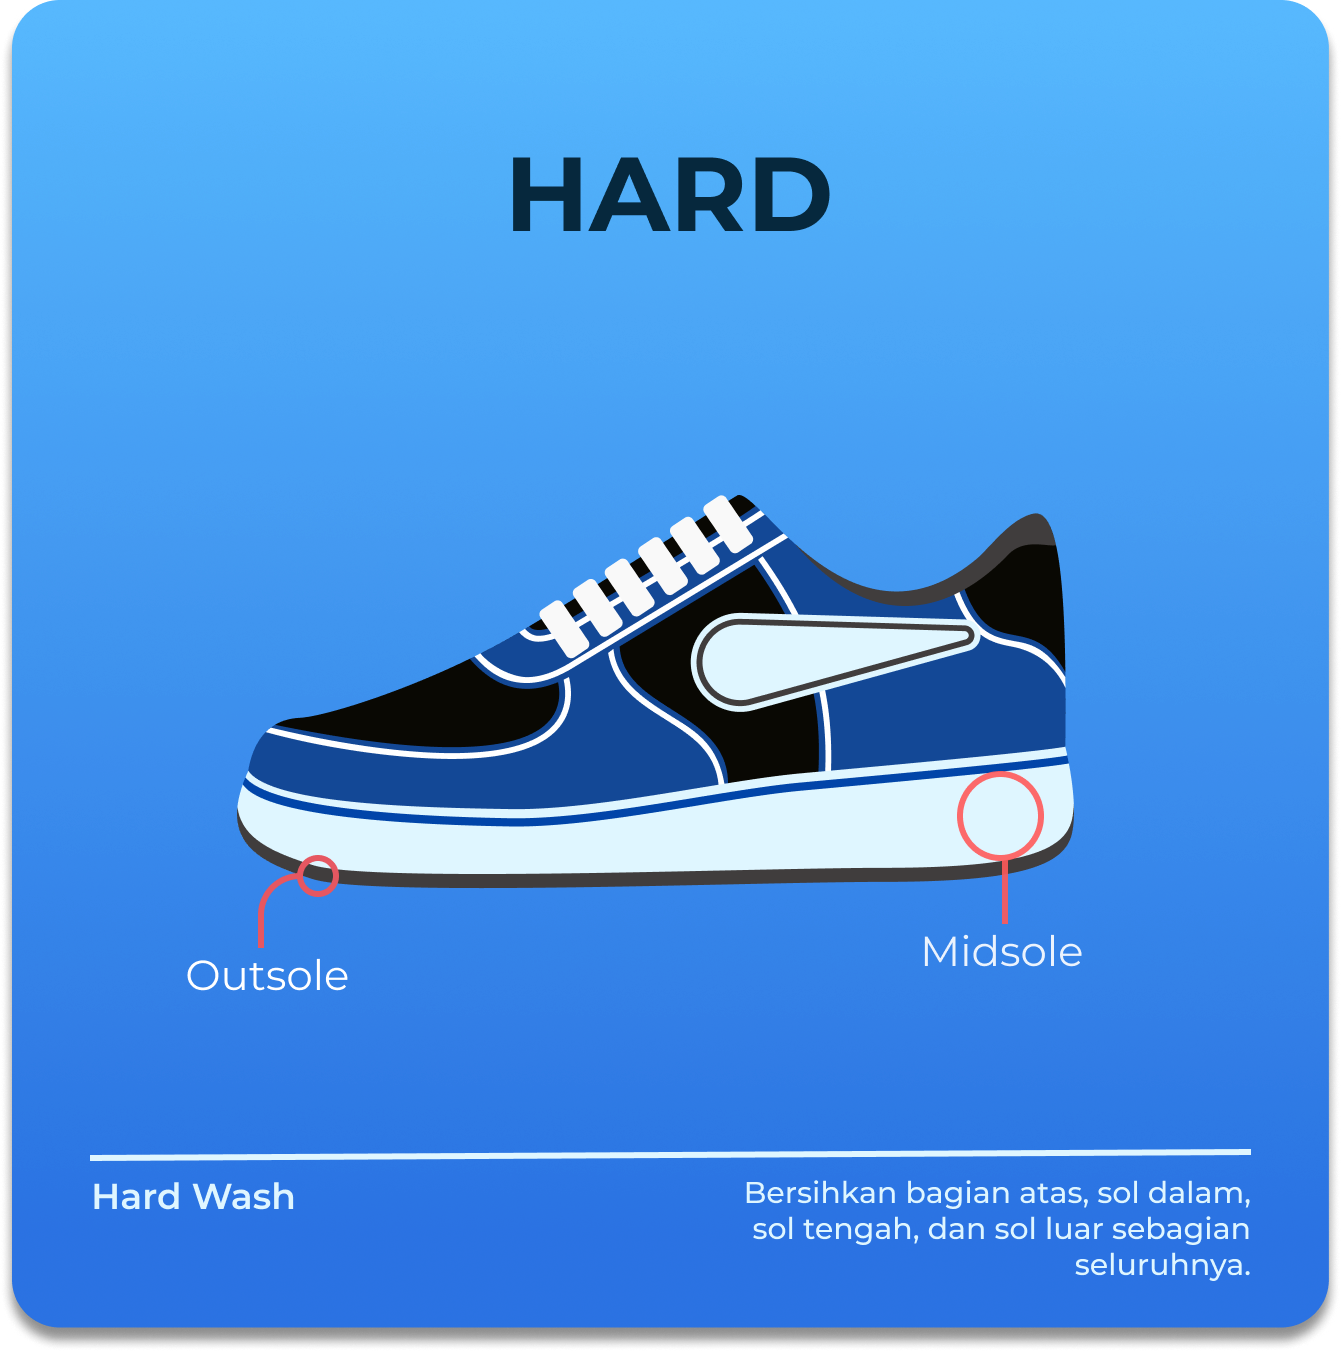 HARD
Outsole
Midsole
Hard Wash
Bersihkan bagian atas, sol dalam,
sol tengah, dan sol luar sebagian
seluruhnya.